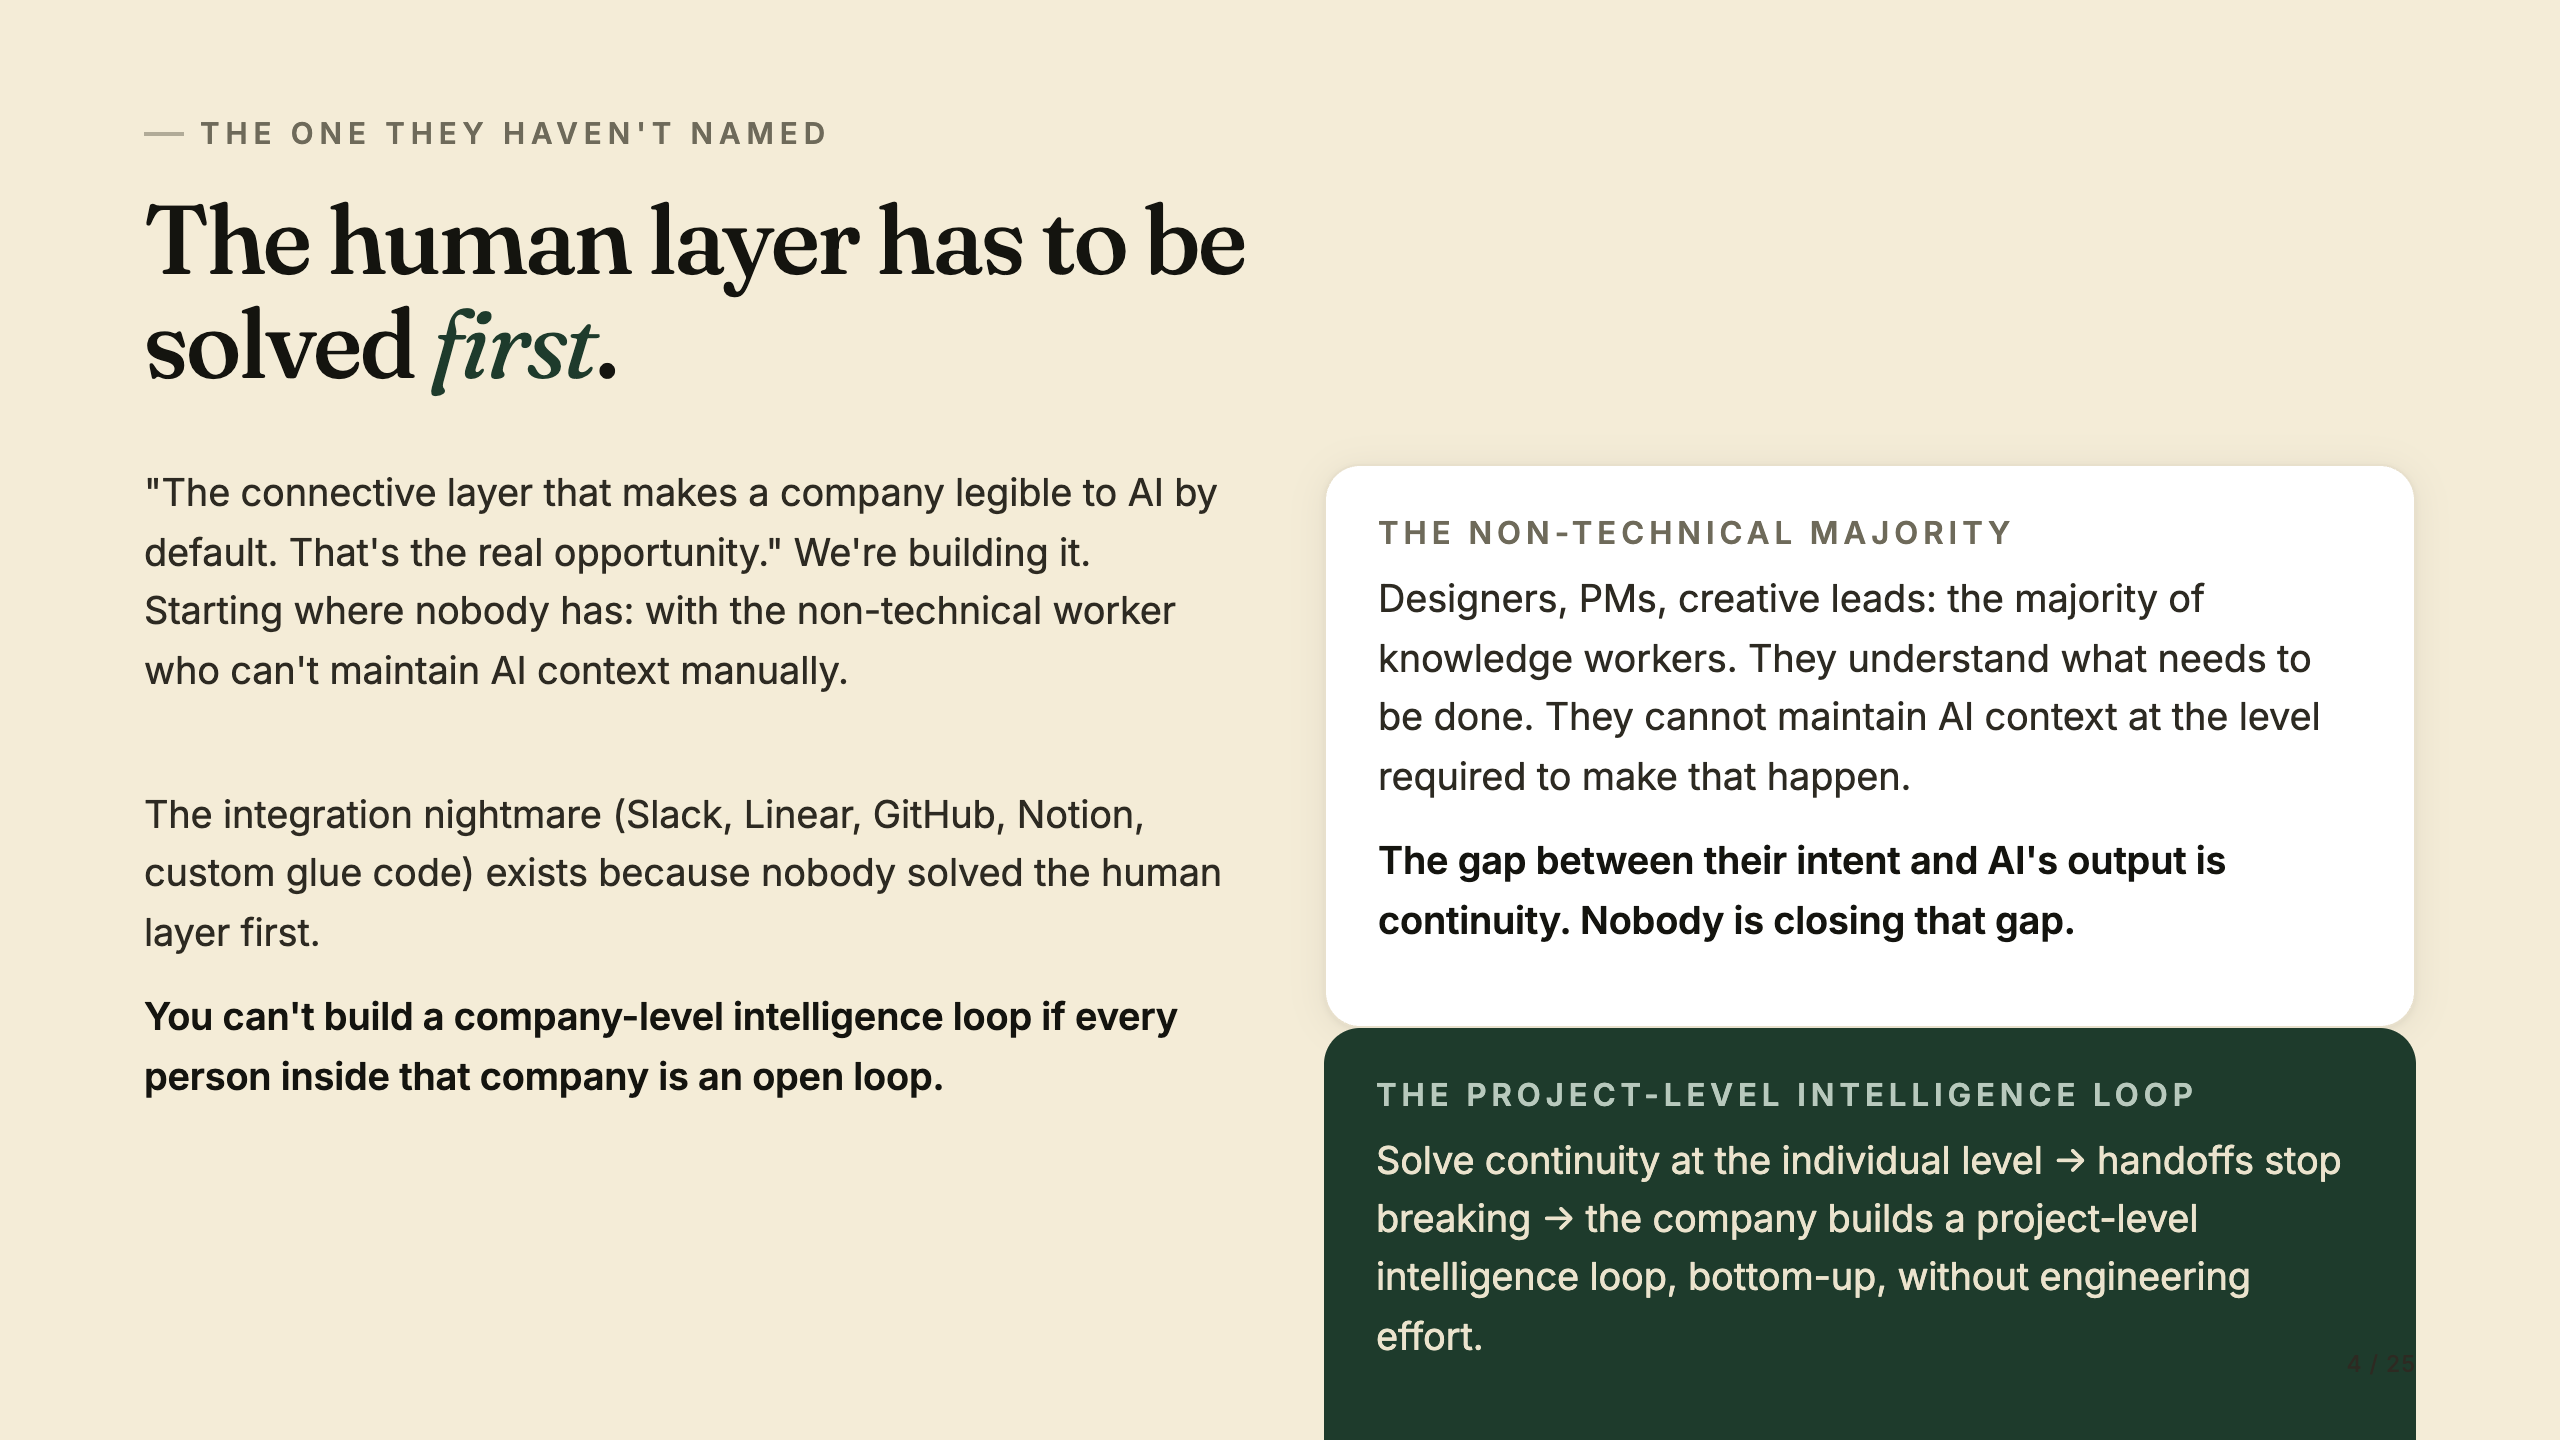 — THE ONE THEY HAVEN'T NAMED
The human layer has to be
solved first.
"The connective layer that makes a company legible to AI by
default. That's the real opportunity." We're building it.
Starting where nobody has: with the non-technical worker
who can't maintain AI context manually.
The integration nightmare (Slack, Linear, GitHub, Notion,
custom glue code) exists because nobody solved the human
layer first.
You can't build a company-level intelligence loop if every
person inside that company is an open loop.
THE NON-TECHNICAL MAJORITY
Designers, PMs, creative leads: the majority of
knowledge workers. They understand what needs to
be done. They cannot maintain AI context at the level
required to make that happen.
The gap between their intent and AI's output is
continuity. Nobody is closing that gap.
THE PROJECT-LEVEL INTELLIGENCE LOOP
Solve continuity at the individual level → handoffs stop
breaking → the company builds a project-level
intelligence loop, bottom-up, without engineering
effort.
4 / 25